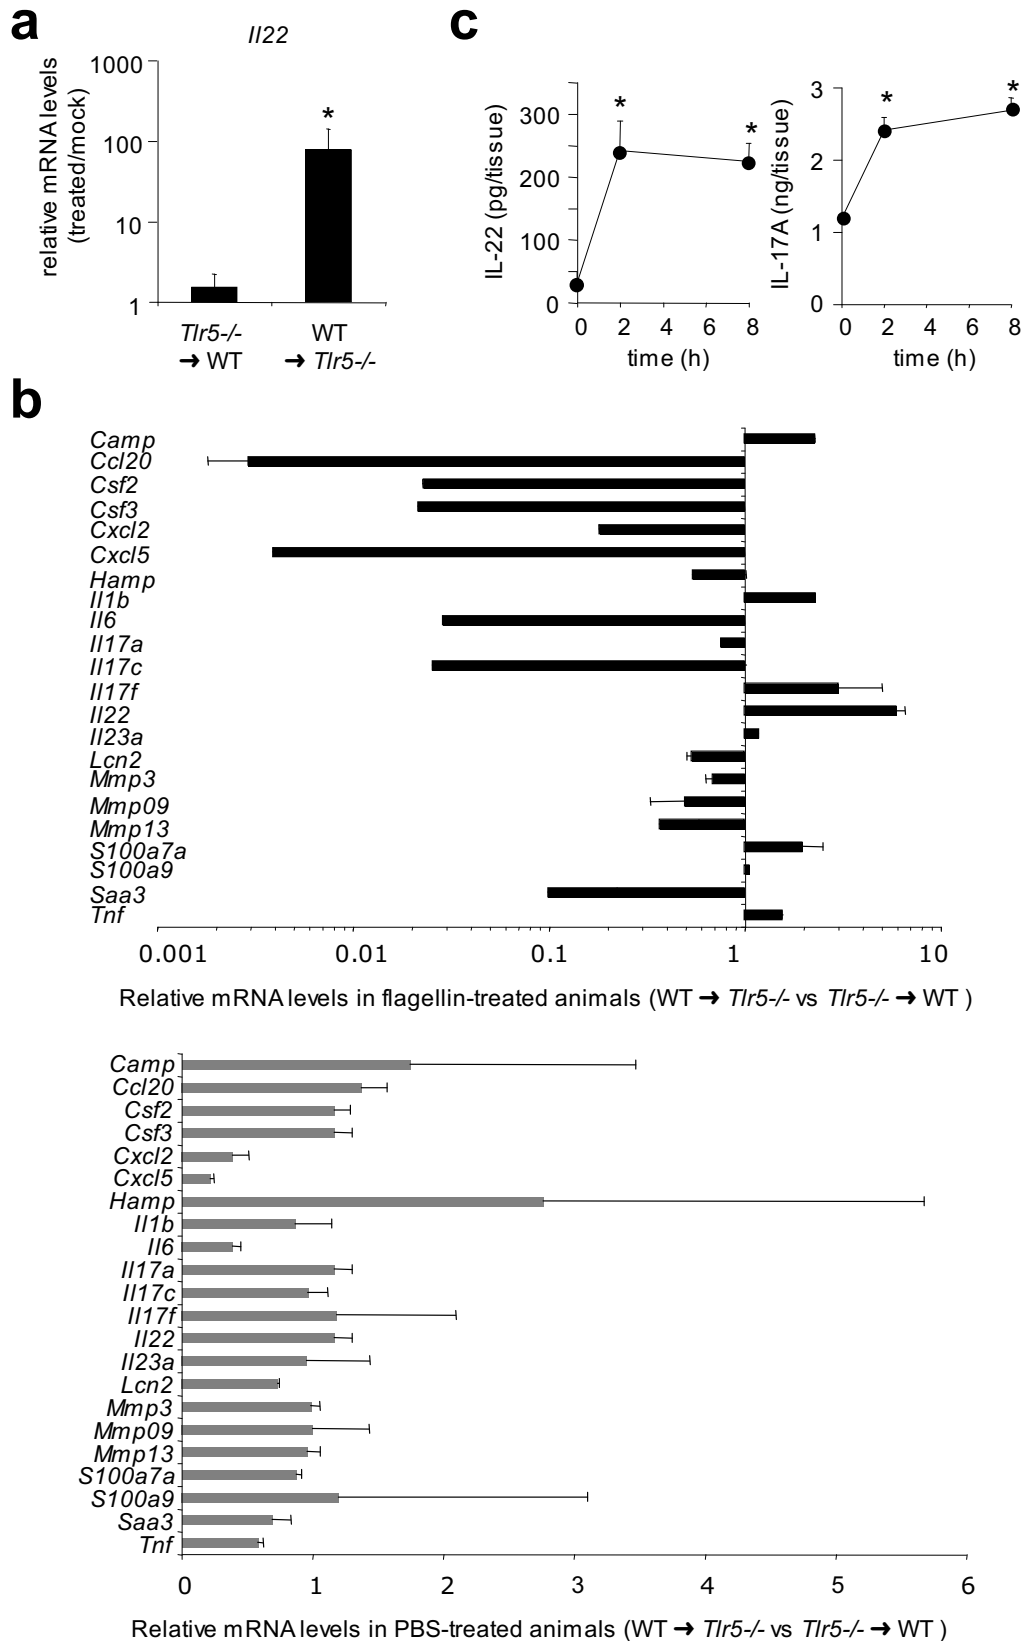 a
Il22
relative mRNA levels
(treated/mock)
1000
100
10
1
*
Tlr5-/-
➜ WT
WT
➜ Tlr5-/-
c
IL-22 (pg/tissue)
300
200
100
0
*
*
0 2 4 6 8
time (h)
IL-17A (ng/tissue)
3
2
1
0
*
*
0 2 4 6 8
time (h)
b
Camp
Ccl20
Csf2
Csf3
Cxcl2
Cxcl5
Hamp
Il1b
Il6
Il17a
Il17c
Il17f
Il22
Il23a
Lcn2
Mmp3
Mmp09
Mmp13
S100a7a
S100a9
Saa3
Tnf
0.001 0.01 0.1 1 10
Relative mRNA levels in flagellin-treated animals (WT ➜ Tlr5-/- vs Tlr5-/- ➜ WT )
Camp
Ccl20
Csf2
Csf3
Cxcl2
Cxcl5
Hamp
Il1b
Il6
Il17a
Il17c
Il17f
Il22
Il23a
Lcn2
Mmp3
Mmp09
Mmp13
S100a7a
S100a9
Saa3
Tnf
0 1 2 3 4 5 6
Relative mRNA levels in PBS-treated animals (WT ➜ Tlr5-/- vs Tlr5-/- ➜ WT )